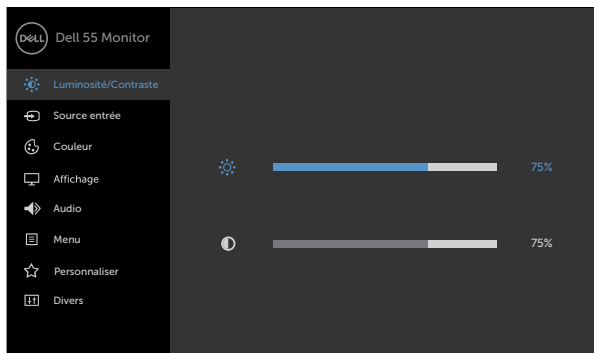 DELL
Dell 55 Monitor
Luminosité/Contraste
Source entrée
Couleur
Affichage
Audio
Menu
Personnaliser
Divers
75%
75%